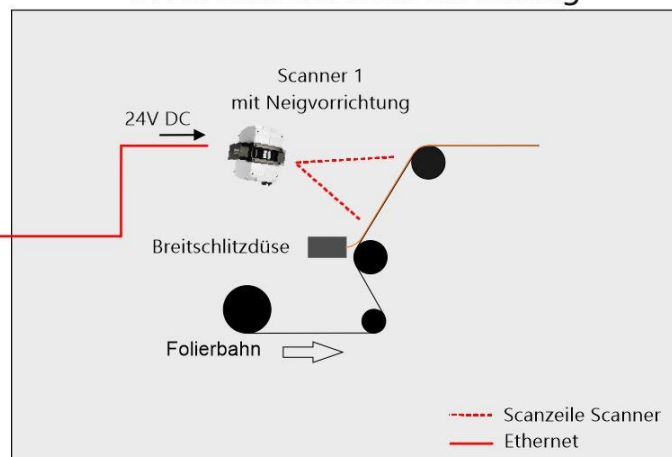 Scanner 1
mit Neigvorrichtung
24V DC
Breitschlitzdüse
Folierbahn
Scanzeile Scanner
Ethernet